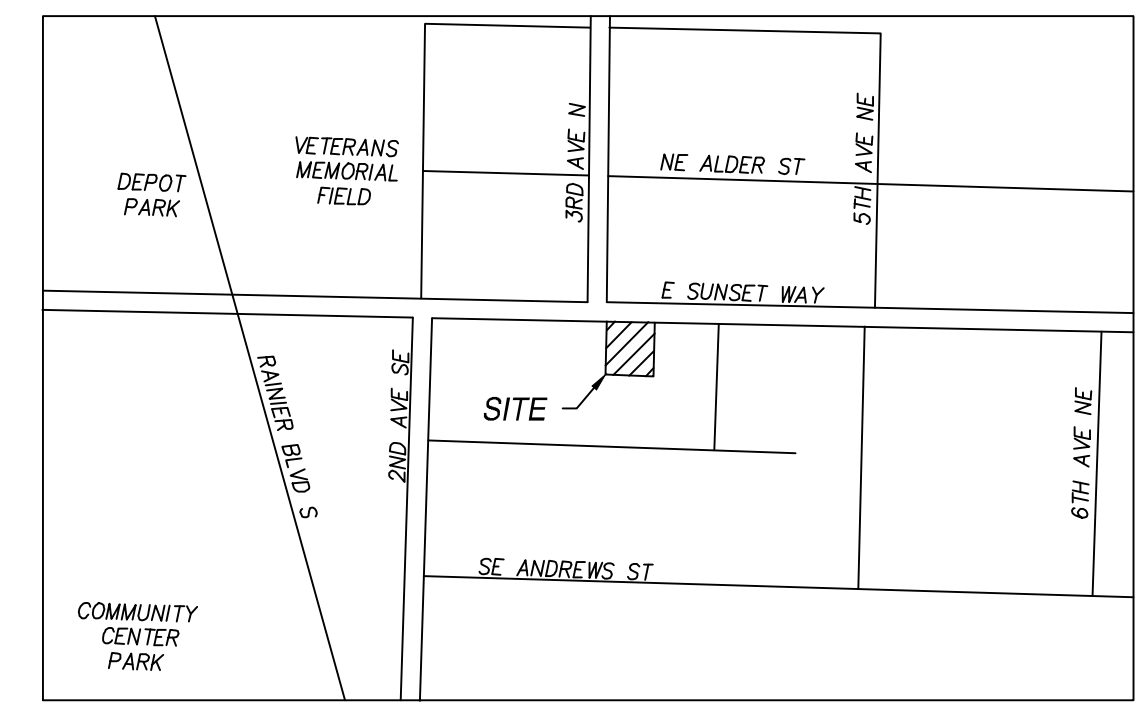 VETERANS
MEMORIAL
FIELD
DEPOT
PARK
3RD AVE N
NE ALDER ST
5TH AVE NE
E SUNSET WAY
RAINIER BLVD S
2ND AVE SE
SITE
6TH AVE NE
SE ANDREWS ST
COMMUNITY
CENTER
PARK